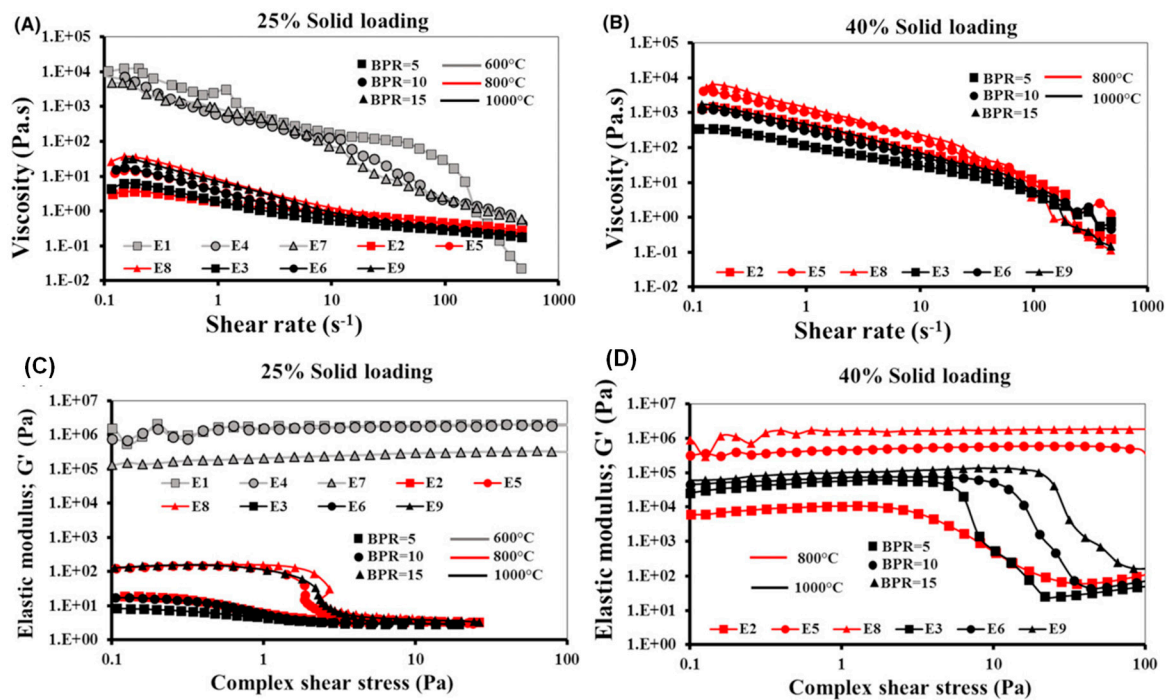 (A)
25% Solid loading
1.E+05
1.E+04
1.E+03
1.E+02
1.E+01
1.E+00
1.E-01
1.E-02
Viscosity (Pa.s)
BPR=5
BPR=10
BPR=15
600°C
800°C
1000°C
E1 E4 E7 E2 E5
E8 E3 E6 E9
0.1 1 10 100 1000
Shear rate (s-1)
(B)
40% Solid loading
1.E+05
1.E+04
1.E+03
1.E+02
1.E+01
1.E+00
1.E-01
1.E-02
Viscosity (Pa.s)
BPR=5
BPR=10
BPR=15
800°C
1000°C
E2 E5 E8 E3 E6 E9
0.1 1 10 100 1000
Shear rate (s-1)
(C)
25% Solid loading
1.E+07
1.E+06
1.E+05
1.E+04
1.E+03
1.E+02
1.E+01
1.E+00
Elastic modulus; G' (Pa)
E1 E4 E7 E2 E5
E8 E3 E6 E9
BPR=5
BPR=10
BPR=15
600°C
800°C
1000°C
0.1 1 10 100
Complex shear stress (Pa)
(D)
40% Solid loading
1.E+07
1.E+06
1.E+05
1.E+04
1.E+03
1.E+02
1.E+01
1.E+00
Elastic modulus; G' (Pa)
800°C
1000°C
BPR=5
BPR=10
BPR=15
E2 E5 E8 E3 E6 E9
0.1 1 10 100
Complex shear stress (Pa)